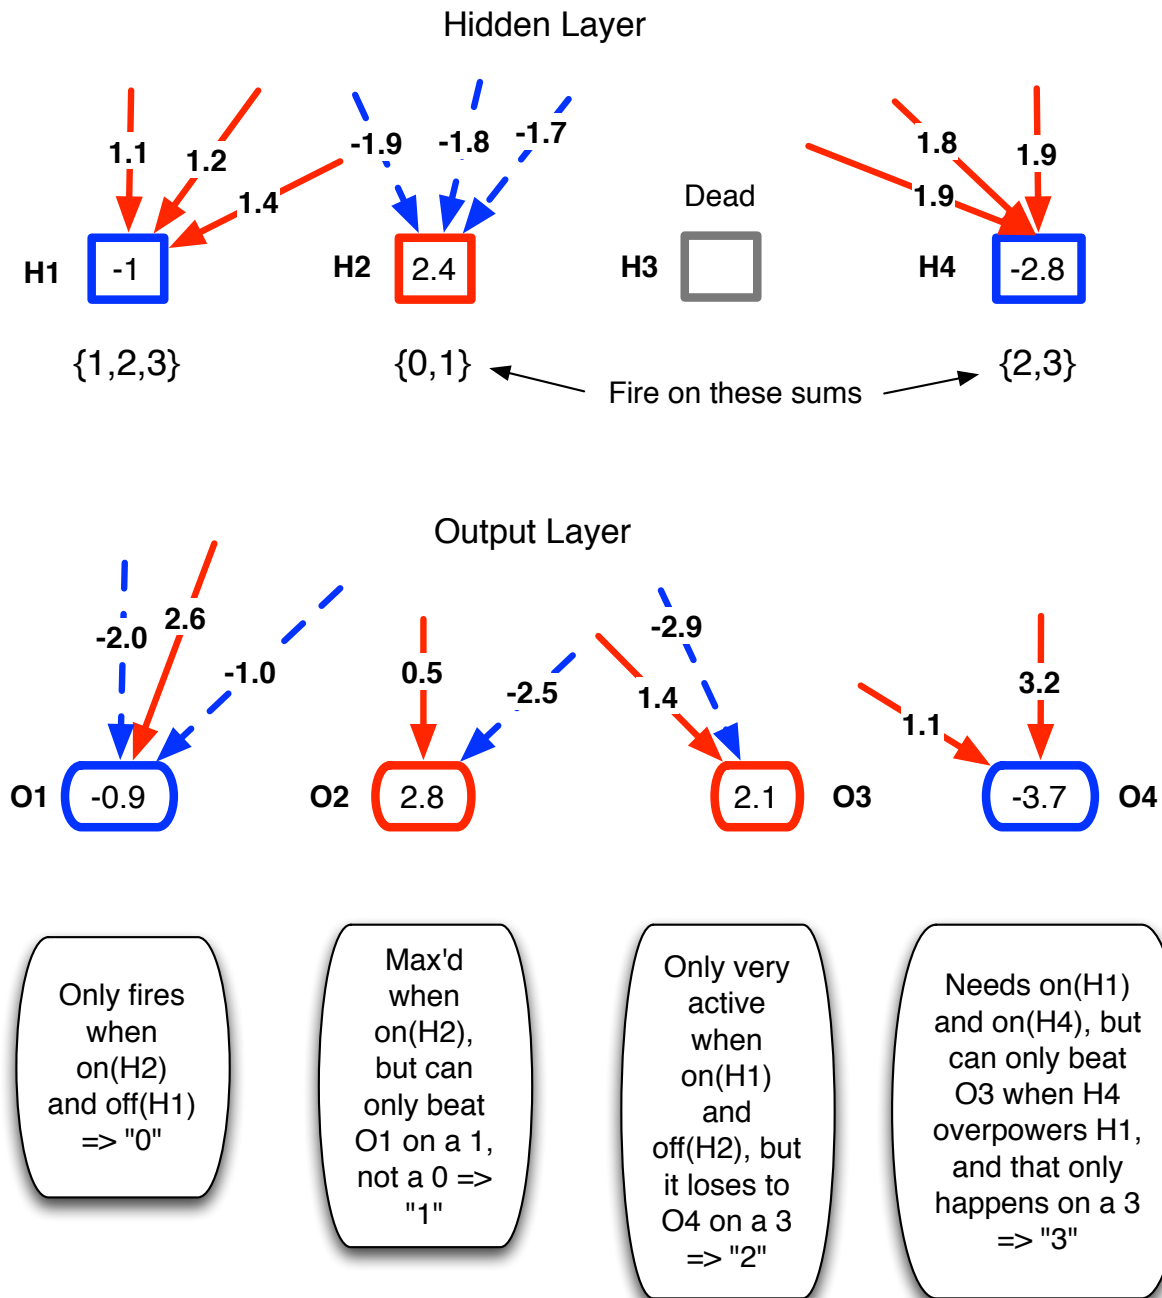 Hidden Layer
1.1
1.2
1.4
-1.9
-1.8
-1.7
1.8
1.9
1.9
Dead
H1
-1
H2
2.4
H3
H4
-2.8
{1,2,3}
{0,1}
{2,3}
Fire on these sums
Output Layer
-2.0
2.6
-1.0
0.5
-2.5
-2.9
1.4
1.1
3.2
O1
-0.9
O2
2.8
2.1
O3
-3.7
O4
Only fires
when
on(H2)
and off(H1)
=> "0"
Max'd
when
on(H2),
but can
only beat
O1 on a 1,
not a 0 =>
"1"
Only very
active
when
on(H1)
and
off(H2), but
it loses to
O4 on a 3
=> "2"
Needs on(H1)
and on(H4), but
can only beat
O3 when H4
overpowers H1,
and that only
happens on a 3
=> "3"